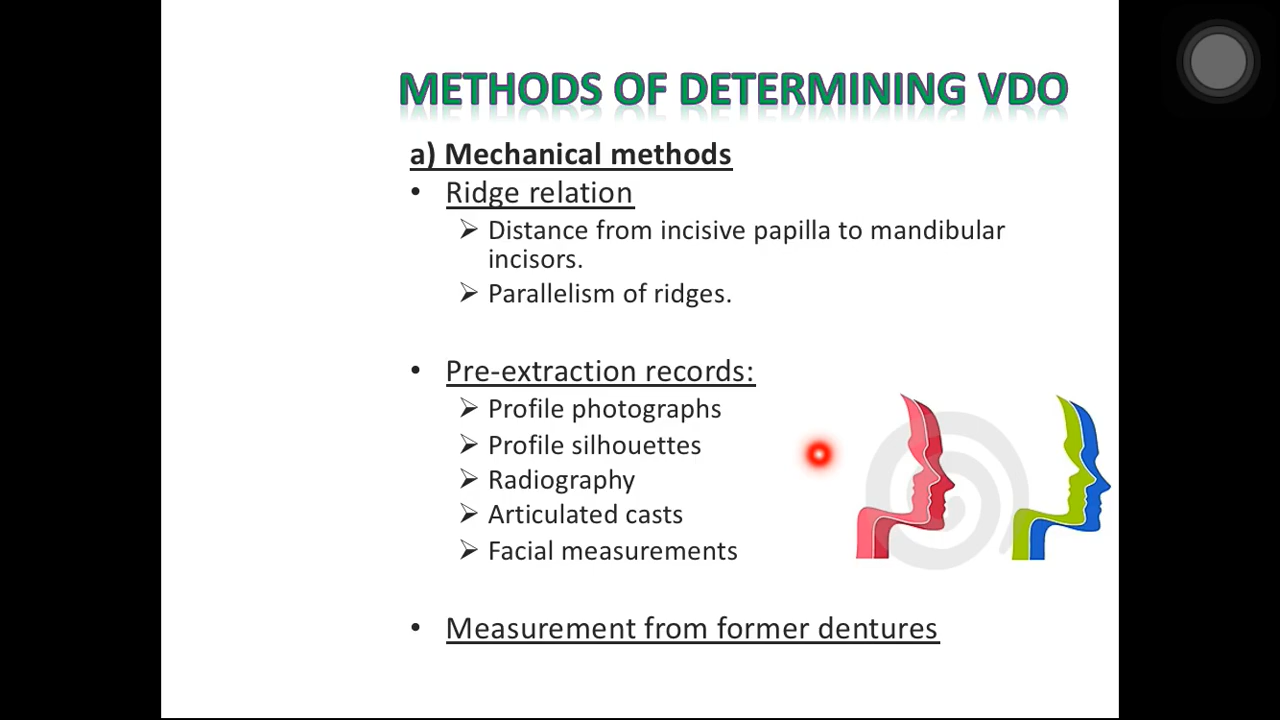 METHODS OF DETERMINING VDO
a) Mechanical methods
• Ridge relation
➢ Distance from incisive papilla to mandibular
incisors.
➢ Parallelism of ridges.
• Pre-extraction records:
➢ Profile photographs
➢ Profile silhouettes
➢ Radiography
➢ Articulated casts
➢ Facial measurements
• Measurement from former dentures